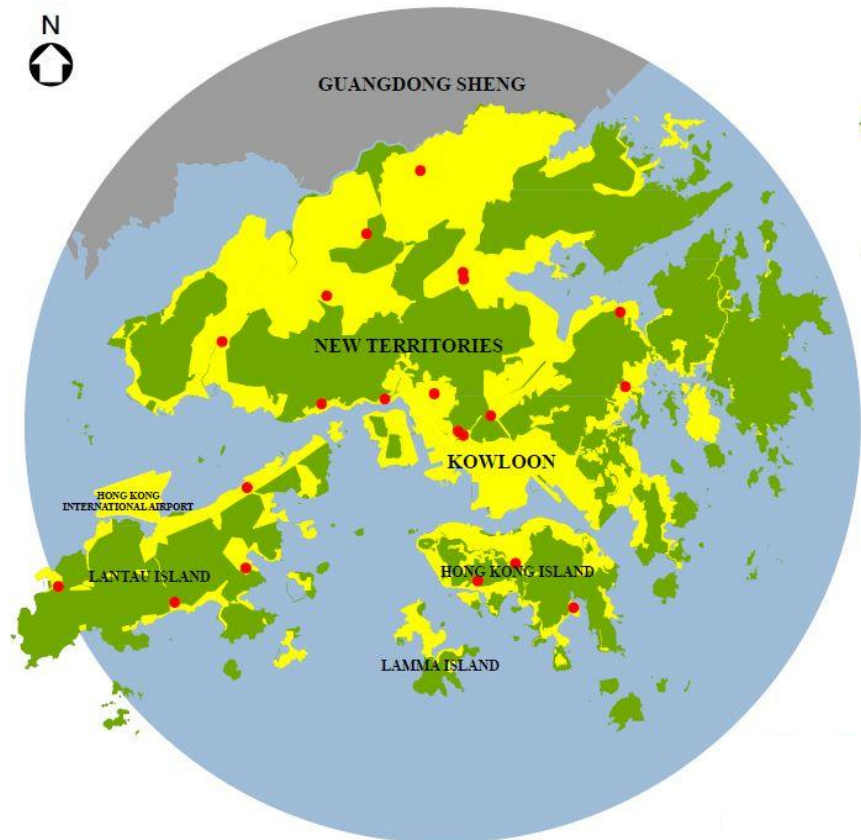 N
GUANGDONG SHENG
NEW TERRITORIES
KOWLOON
HONG KONG
INTERNATIONAL AIRPORT
LANTAU ISLAND
HONG KONG ISLAND
LAMMA ISLAND